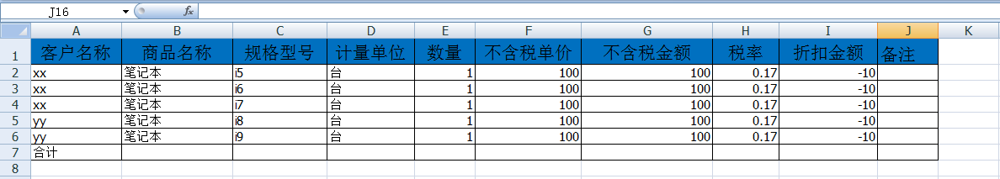 J16 fx
A B C D E F G H I J K
1 客户名称 商品名称 规格型号 计量单位 数量 不含税单价 不含税金额 税率 折扣金额 备注
2 xx 笔记本 i5 台 1 100 100 0.17 -10
3 xx 笔记本 i6 台 1 100 100 0.17 -10
4 xx 笔记本 i7 台 1 100 100 0.17 -10
5 yy 笔记本 i8 台 1 100 100 0.17 -10
6 yy 笔记本 i9 台 1 100 100 0.17 -10
7 合计
8